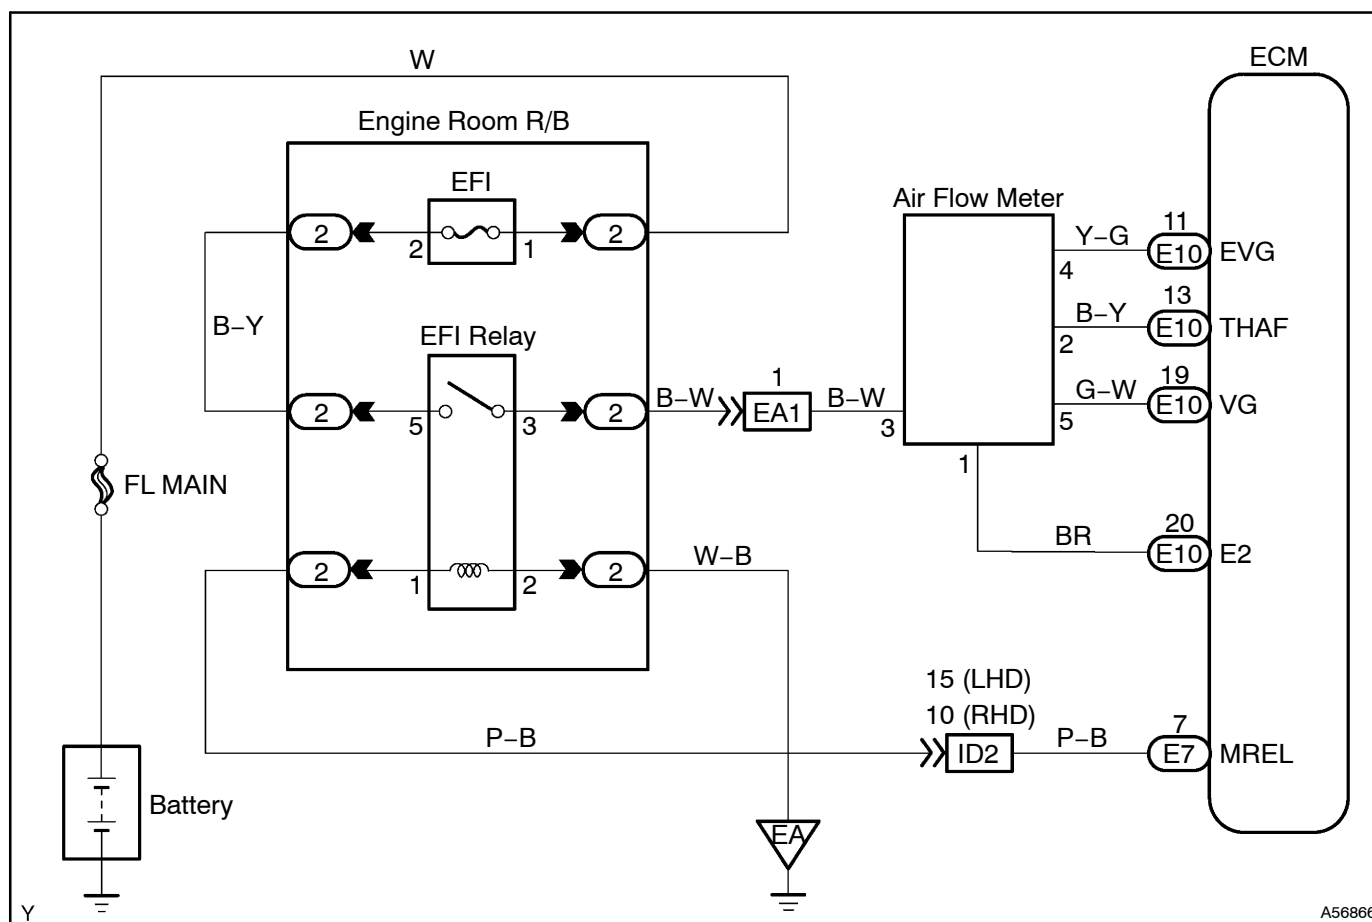 W
ECM
Engine Room R/B
EFI
2
2
1
2
B–Y
EFI Relay
2
5
3
2
B–W
1
EA1
B–W
3
Air Flow Meter
Y–G
4
11
E10
EVG
B–Y
2
13
E10
THAF
G–W
5
19
E10
VG
1
BR
20
E10
E2
FL MAIN
2
1
2
2
W–B
15 (LHD)
10 (RHD)
P–B
ID2
P–B
7
E7
MREL
Battery
EA
Y
A56866